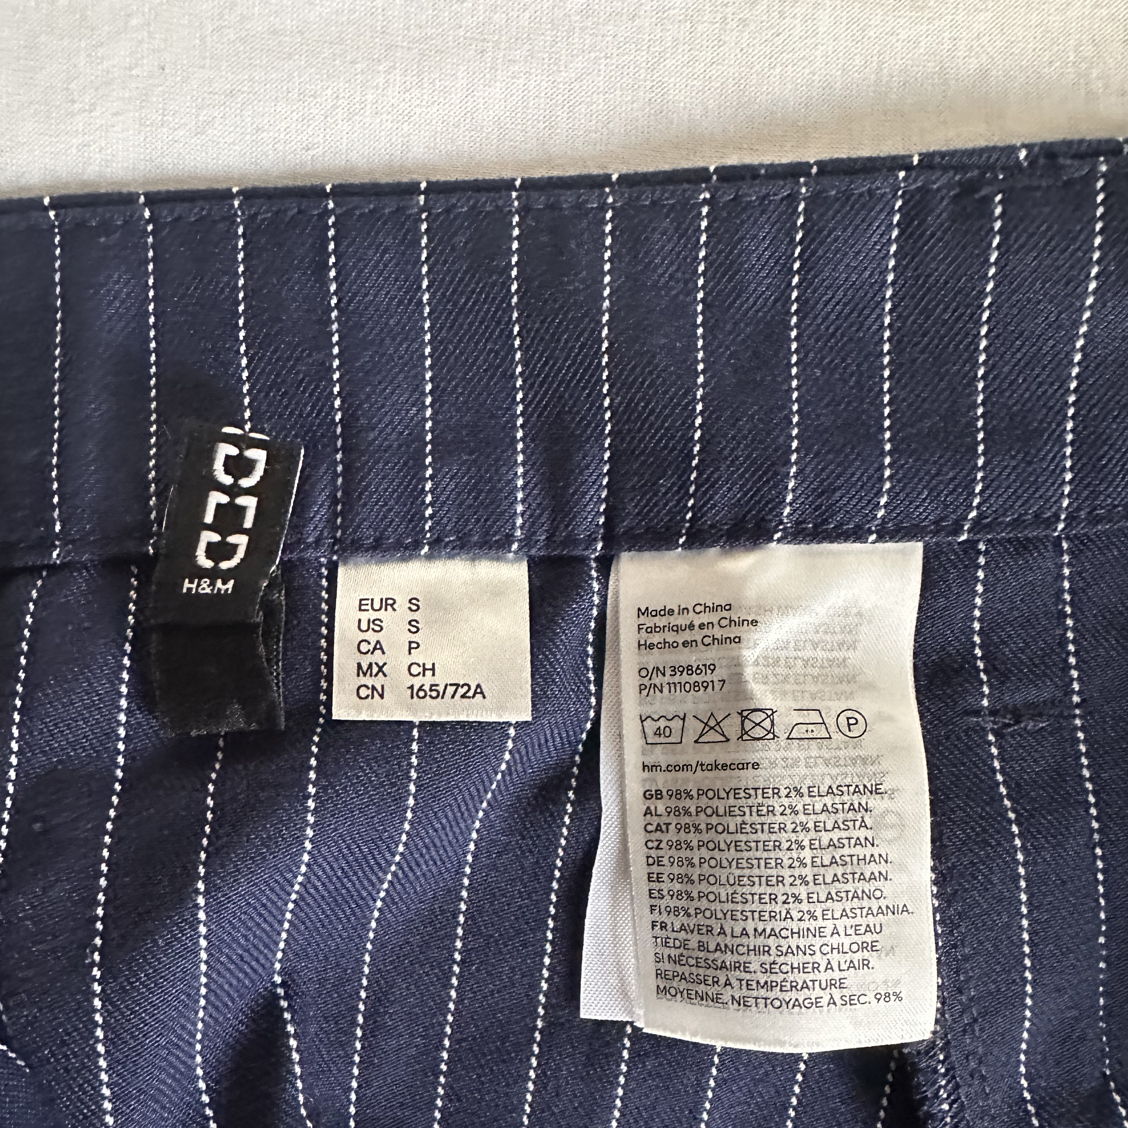 H&M
EUR S
US S
CA P
MX CH
CN 165/72A
Made in China
Fabriqué en Chine
Hecho en China
O/N 398619
P/N 11108917
40
P
hm.com/takecare
GB 98% POLYESTER 2% ELASTANE.
AL 98% POLIESTËR 2% ELASTAN.
CAT 98% POLIÈSTER 2% ELASTÀ.
CZ 98% POLYESTER 2% ELASTAN.
DE 98% POLYESTER 2% ELASTHAN.
EE 98% POLÜESTER 2% ELASTAAN.
ES 98% POLIÉSTER 2% ELASTANO.
FI 98% POLYESTERIÄ 2% ELASTAANIA.
FR LAVER À LA MACHINE À L'EAU
TIÈDE. BLANCHIR SANS CHLORE
SI NÉCESSAIRE. SÉCHER À L'AIR.
REPASSER À TEMPÉRATURE
MOYENNE. NETTOYAGE À SEC. 98%